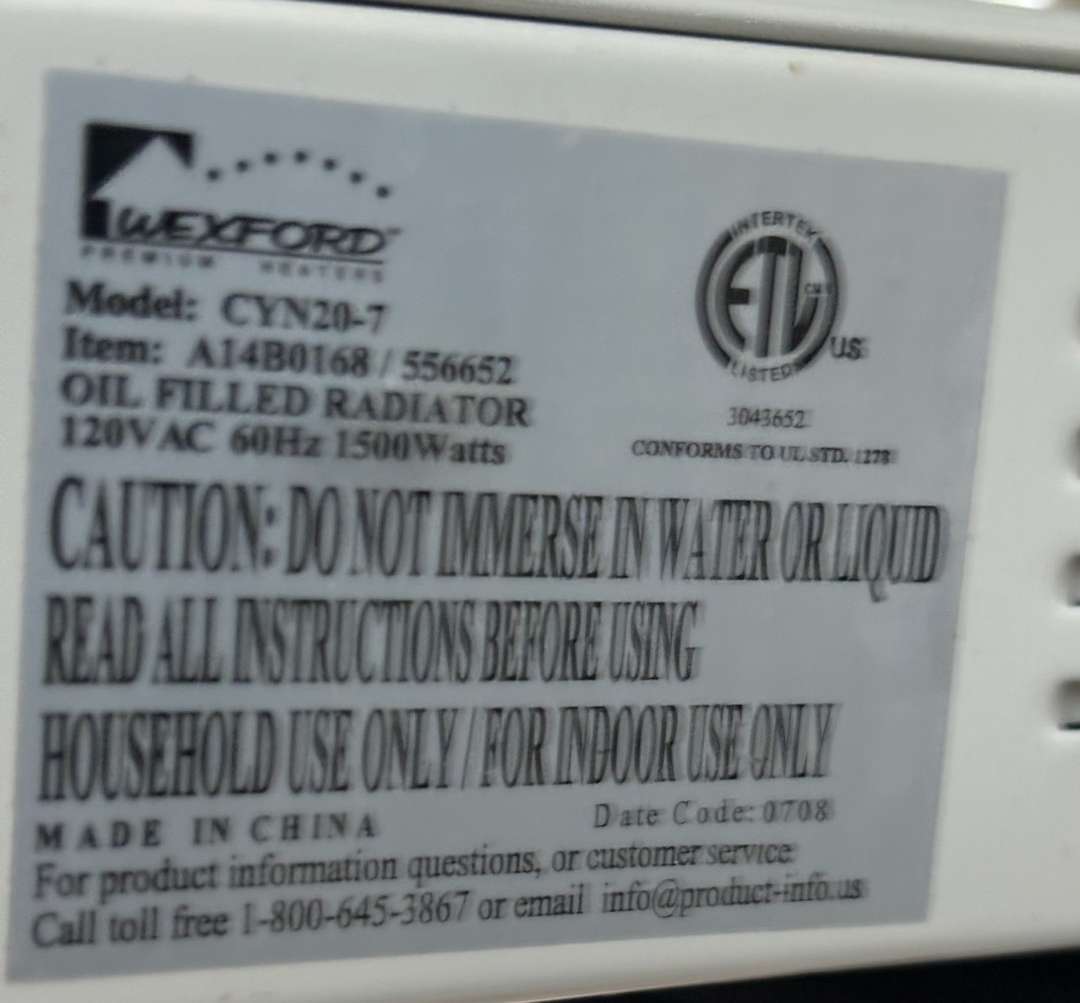 WEXFORD™
PREMIUM HEATERS
Model: CYN20-7
Item: A14B0168 / 556652
OIL FILLED RADIATOR
120VAC 60Hz 1500Watts
INTERTEK
ETL CM
LISTED
US
3043652
CONFORMS TO UL STD. 1278
CAUTION: DO NOT IMMERSE IN WATER OR LIQUID
READ ALL INSTRUCTIONS BEFORE USING
HOUSEHOLD USE ONLY / FOR INDOOR USE ONLY
MADE IN CHINA
Date Code: 0708
For product information questions, or customer service
Call toll free 1-800-645-3867 or email info@product-info.us